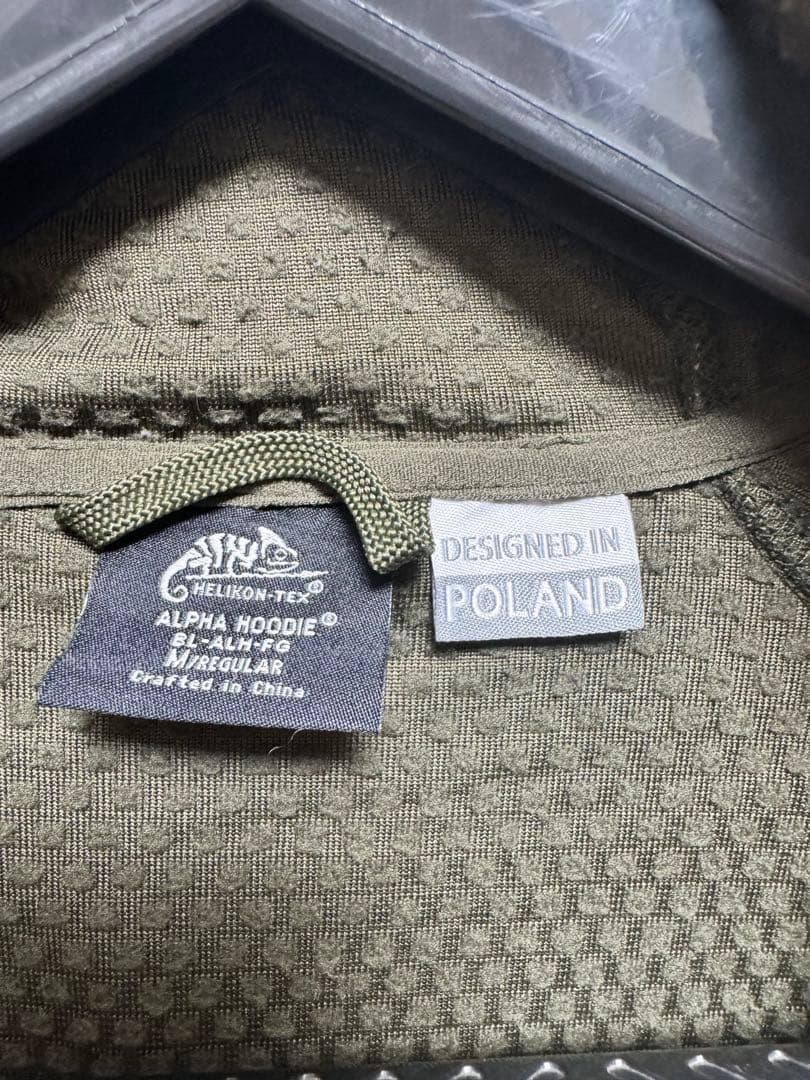 HELIKON-TEX®
ALPHA HOODIE®
BL-ALH-FG
M/REGULAR
Crafted in China
DESIGNED IN
POLAND